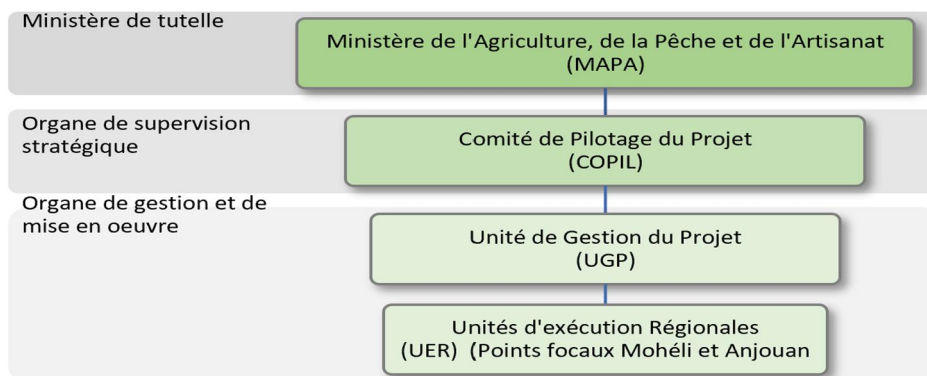 Ministère de tutelle
Ministère de l'Agriculture, de la Pêche et de l'Artisanat
(MAPA)
Organe de supervision
stratégique
Comité de Pilotage du Projet
(COPIL)
Organe de gestion et de
mise en oeuvre
Unité de Gestion du Projet
(UGP)
Unités d'exécution Régionales
(UER) (Points focaux Mohéli et Anjouan